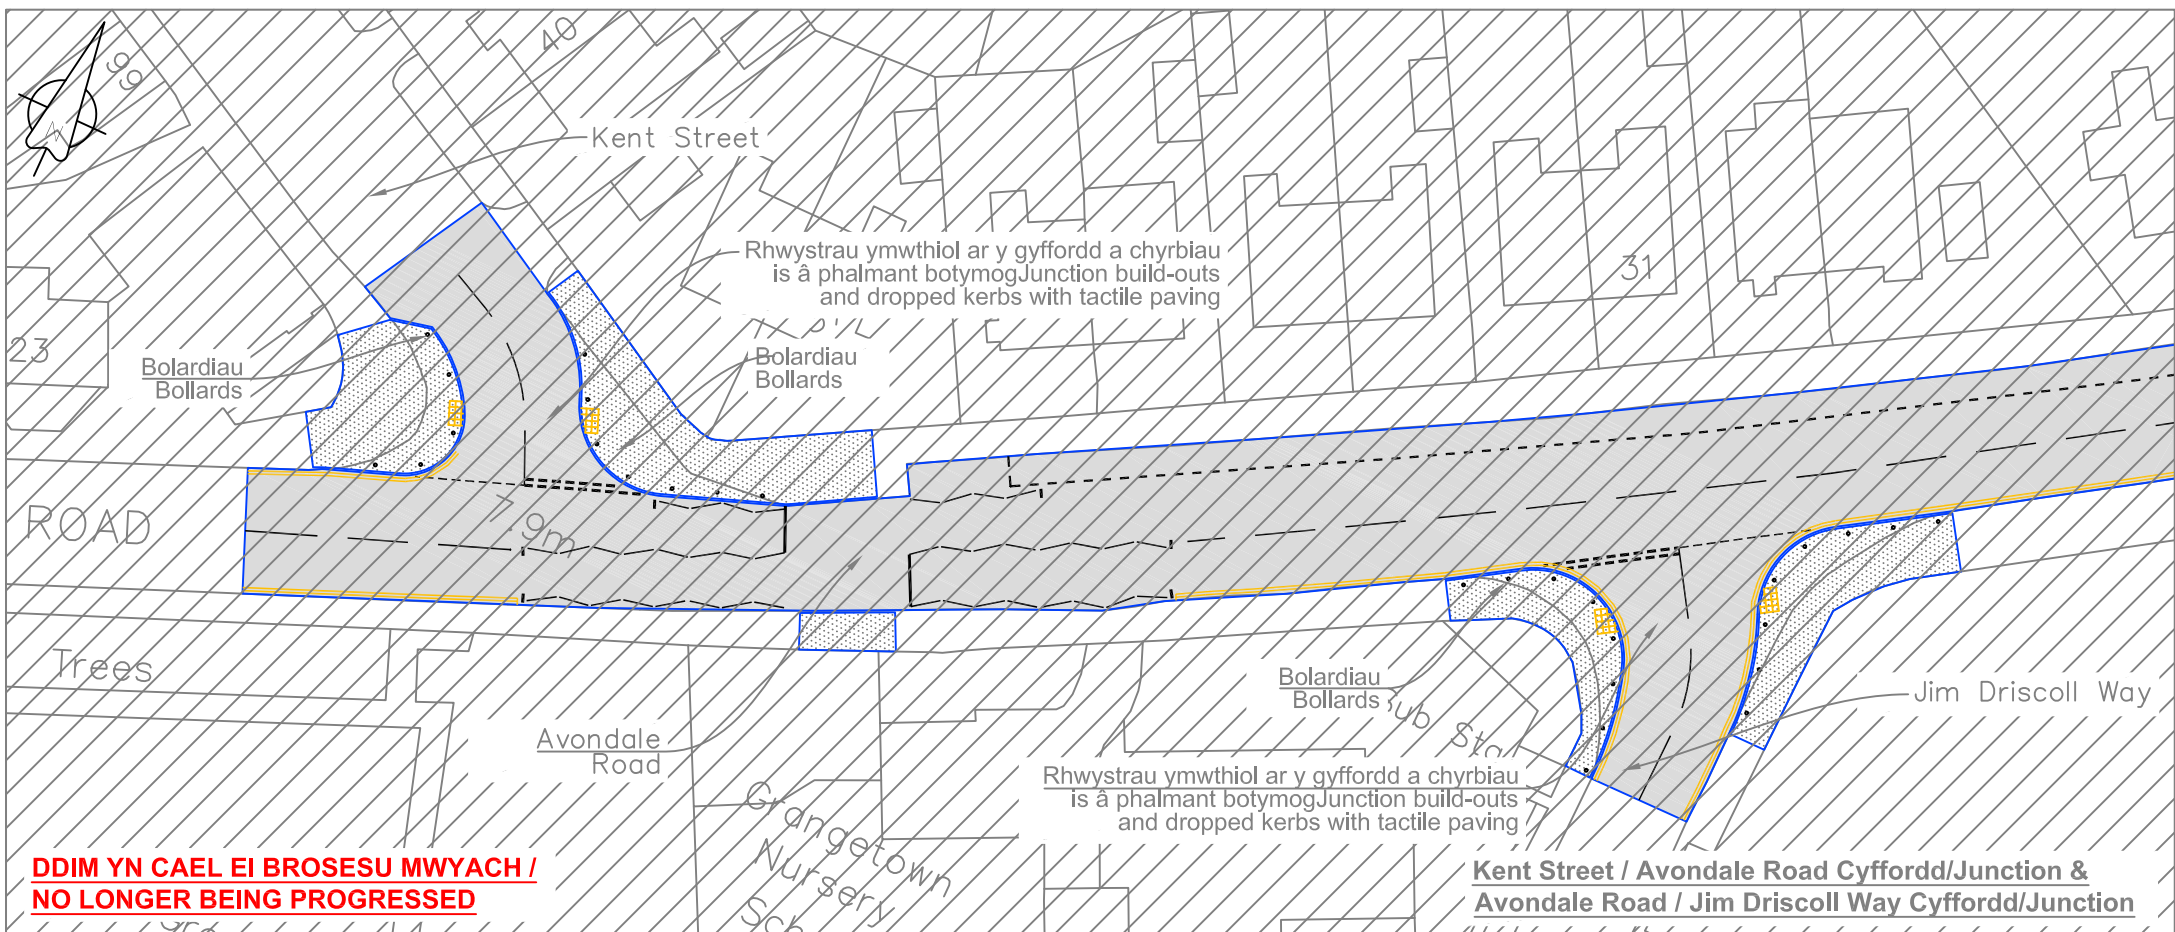 99
40
Kent Street
Rhwystrau ymwthiol ar y gyffordd a chyrbiau
is â phalmant botymogJunction build-outs
and dropped kerbs with tactile paving
31
23
Bolardiau
Bollards
Bolardiau
Bollards
ROAD
7.9m
Trees
Bolardiau
Bollards
Jim Driscoll Way
Avondale
Road
Rhwystrau ymwthiol ar y gyffordd a chyrbiau
is â phalmant botymogJunction build-outs
and dropped kerbs with tactile paving
Grangetown
Nursery
DDIM YN CAEL EI BROSESU MWYACH /
NO LONGER BEING PROGRESSED
Kent Street / Avondale Road Cyffordd/Junction &
Avondale Road / Jim Driscoll Way Cyffordd/Junction